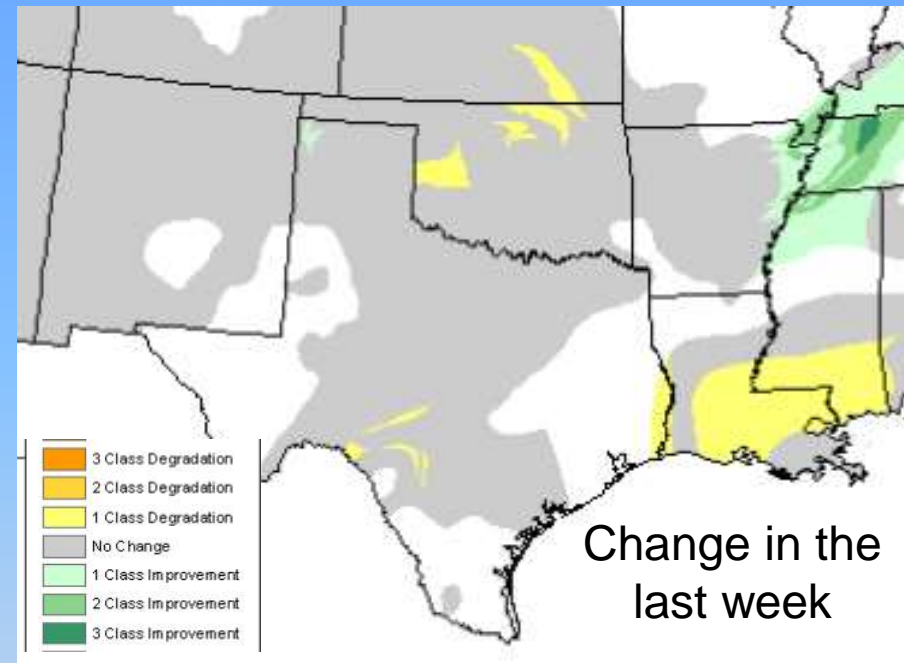 3 Class Degradation
2 Class Degradation
1 Class Degradation
No Change
1 Class Improvement
2 Class Improvement
3 Class Improvement
Change in the
last week